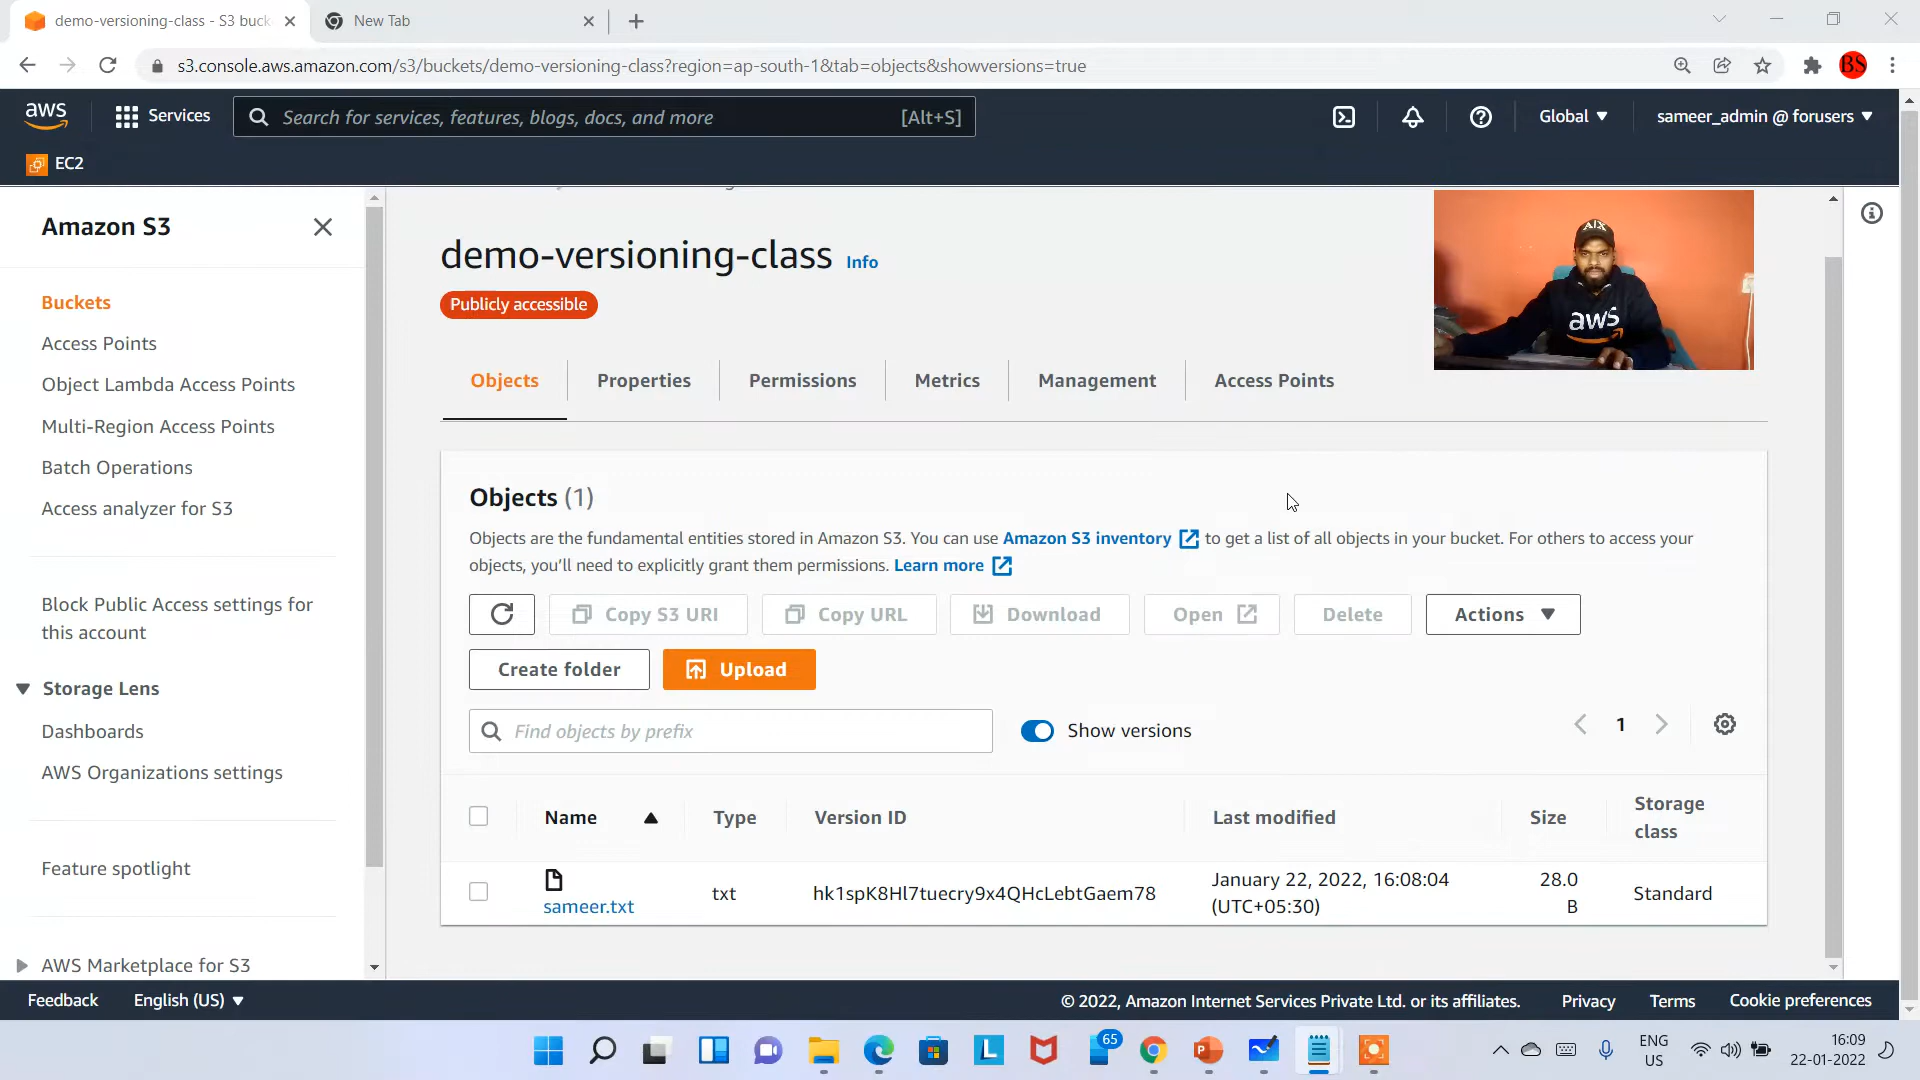 demo-versioning-class - S3 buck
New Tab
s3.console.aws.amazon.com/s3/buckets/demo-versioning-class?region=ap-south-1&tab=objects&showversions=true
BS
aws
Services
Search for services, features, blogs, docs, and more
[Alt+S]
Global
sameer_admin @ forusers
EC2
Amazon S3
Buckets
Access Points
Object Lambda Access Points
Multi-Region Access Points
Batch Operations
Access analyzer for S3
Block Public Access settings for
this account
Storage Lens
Dashboards
AWS Organizations settings
Feature spotlight
AWS Marketplace for S3
demo-versioning-class Info
Publicly accessible
AIX
aws
Objects
Properties
Permissions
Metrics
Management
Access Points
Objects (1)
Objects are the fundamental entities stored in Amazon S3. You can use Amazon S3 inventory to get a list of all objects in your bucket. For others to access your
objects, you'll need to explicitly grant them permissions. Learn more
Copy S3 URI
Copy URL
Download
Open
Delete
Actions
Create folder
Upload
Find objects by prefix
Show versions
1
Name
Type
Version ID
Last modified
Size
Storage
class
sameer.txt
txt
hk1spK8Hl7tuecry9x4QHcLebtGaem78
January 22, 2022, 16:08:04
(UTC+05:30)
28.0
B
Standard
Feedback
English (US)
© 2022, Amazon Internet Services Private Ltd. or its affiliates.
Privacy
Terms
Cookie preferences
L
65
P
ENG
US
16:09
22-01-2022